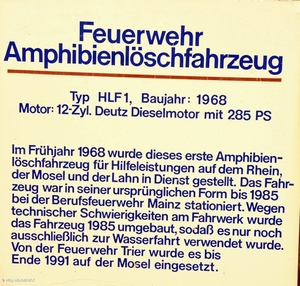 Feuerwehr
Amphibienlöschfahrzeug
Typ HLF1, Baujahr: 1968
Motor: 12-Zyl. Deutz Dieselmotor mit 285 PS
Im Frühjahr 1968 wurde dieses erste Amphibien-
löschfahrzeug für Hilfeleistungen auf dem Rhein,
der Mosel und der Lahn in Dienst gestellt. Das Fahr-
zeug war in seiner ursprünglichen Form bis 1985
bei der Berufsfeuerwehr Mainz stationiert. Wegen
technischer Schwierigkeiten am Fahrwerk wurde
das Fahrzeug 1985 umgebaut, sodaß es nur noch
ausschließlich zur Wasserfahrt verwendet wurde.
Von der Feuerwehr Trier wurde es bis
Ende 1991 auf der Mosel eingesetzt.